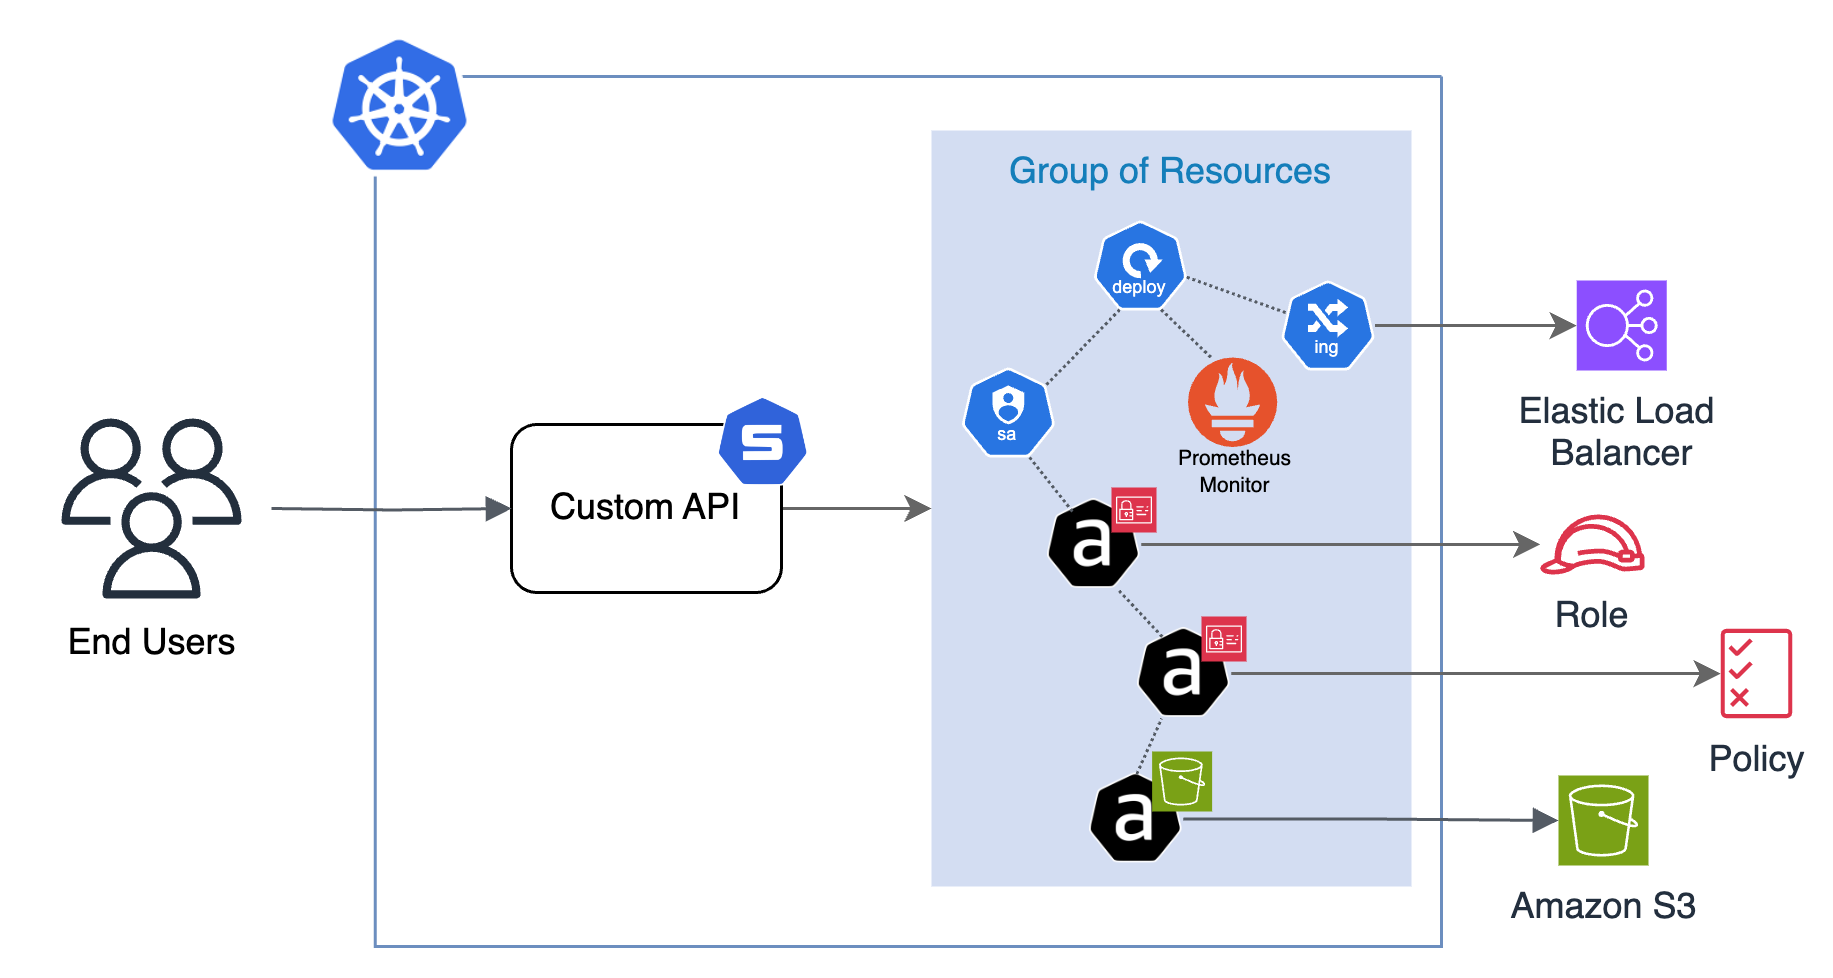 Group of Resources
deploy
ing
sa
Prometheus
Monitor
Elastic Load
Balancer
S
Custom API
End Users
a
Role
a
Policy
a
Amazon S3